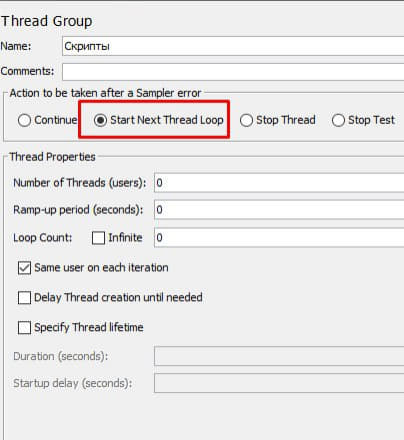 Thread Group
Name: Скрипты
Comments:
Action to be taken after a Sampler error
Continue Start Next Thread Loop Stop Thread Stop Test
Thread Properties
Number of Threads (users): 0
Ramp-up period (seconds): 0
Loop Count: Infinite 0
Same user on each iteration
Delay Thread creation until needed
Specify Thread lifetime
Duration (seconds):
Startup delay (seconds):